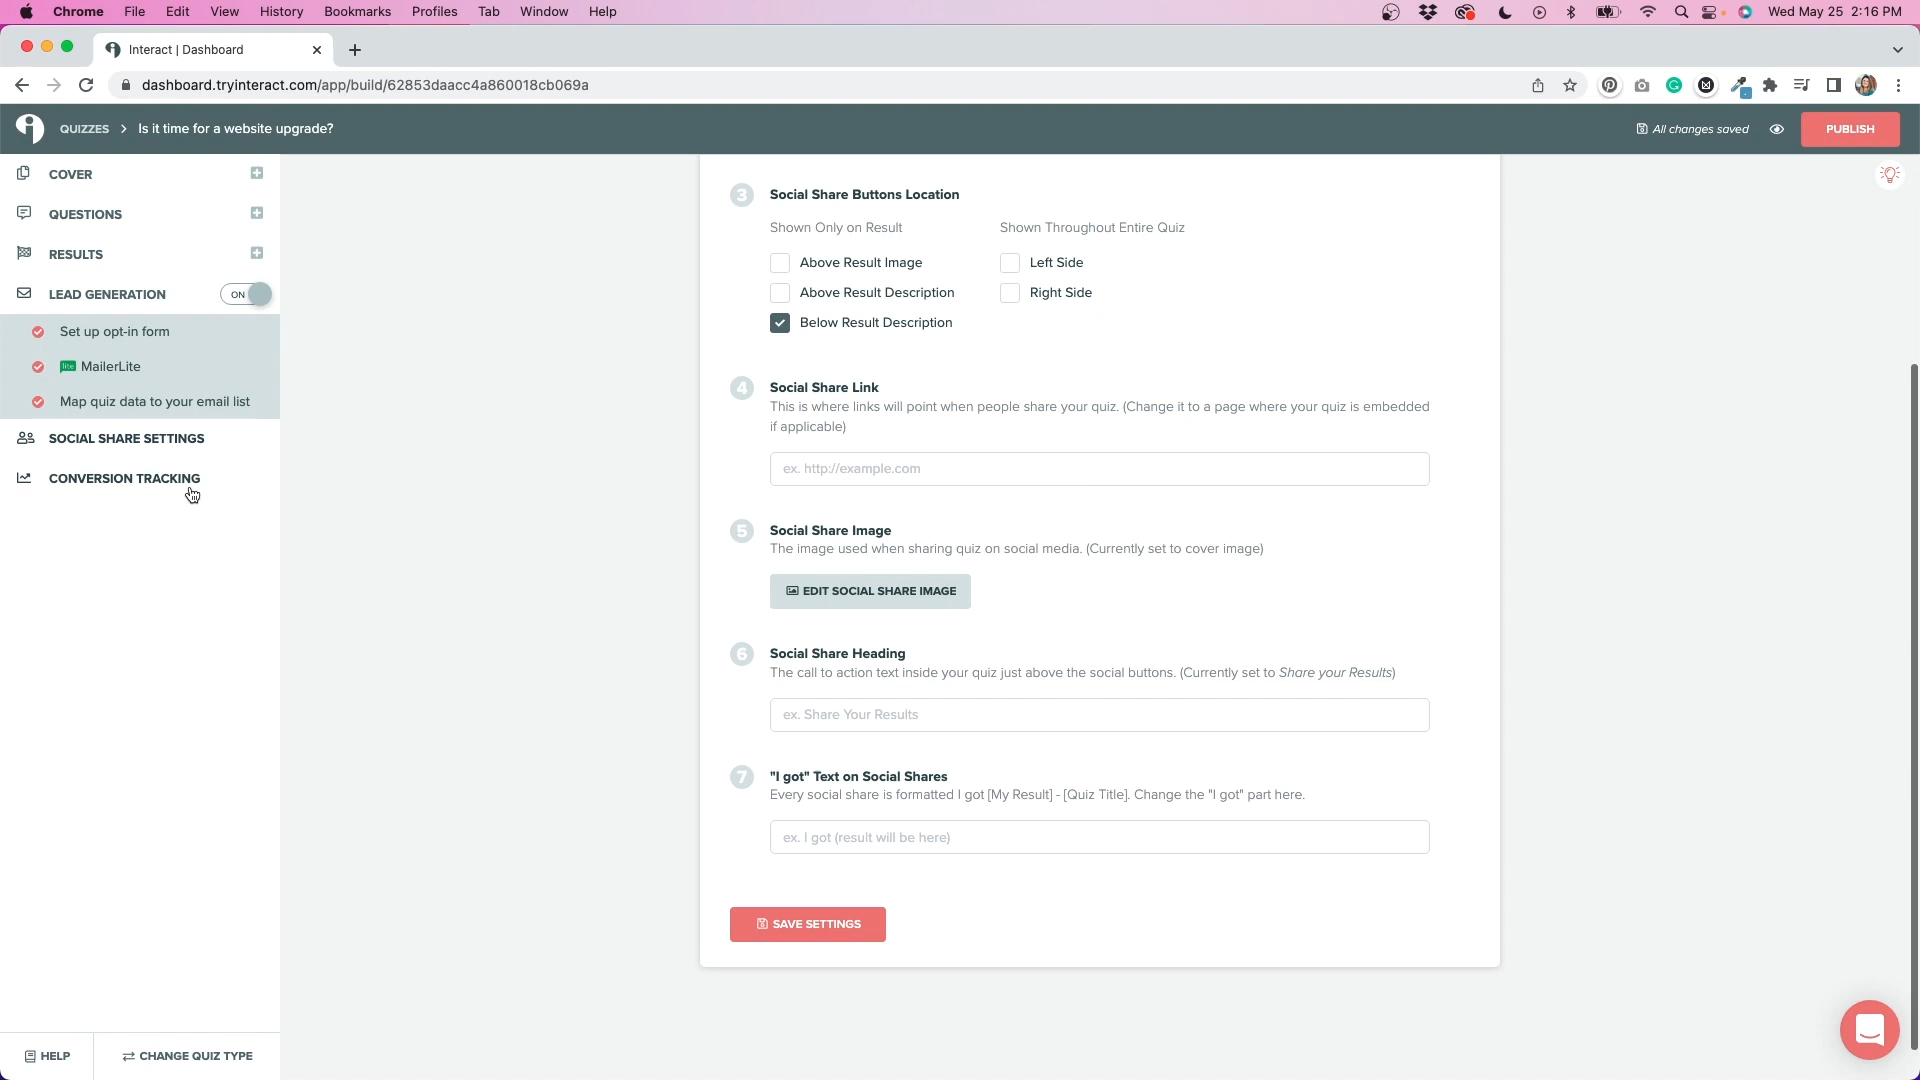 Chrome File Edit View History Bookmarks Profiles Tab Window Help Wed May 25 2:16 PM
Interact | Dashboard
dashboard.tryinteract.com/app/build/62853daacc4a860018cb069a
QUIZZES > Is it time for a website upgrade? All changes saved PUBLISH
COVER
QUESTIONS
RESULTS
LEAD GENERATION ON
Set up opt-in form
lite MailerLite
Map quiz data to your email list
SOCIAL SHARE SETTINGS
CONVERSION TRACKING
HELP CHANGE QUIZ TYPE
3 Social Share Buttons Location
Shown Only on Result Shown Throughout Entire Quiz
Above Result Image Left Side
Above Result Description Right Side
Below Result Description
4 Social Share Link
This is where links will point when people share your quiz. (Change it to a page where your quiz is embedded
if applicable)
ex. http://example.com
5 Social Share Image
The image used when sharing quiz on social media. (Currently set to cover image)
EDIT SOCIAL SHARE IMAGE
6 Social Share Heading
The call to action text inside your quiz just above the social buttons. (Currently set to Share your Results)
ex. Share Your Results
7 "I got" Text on Social Shares
Every social share is formatted I got [My Result] - [Quiz Title]. Change the "I got" part here.
ex. I got (result will be here)
SAVE SETTINGS